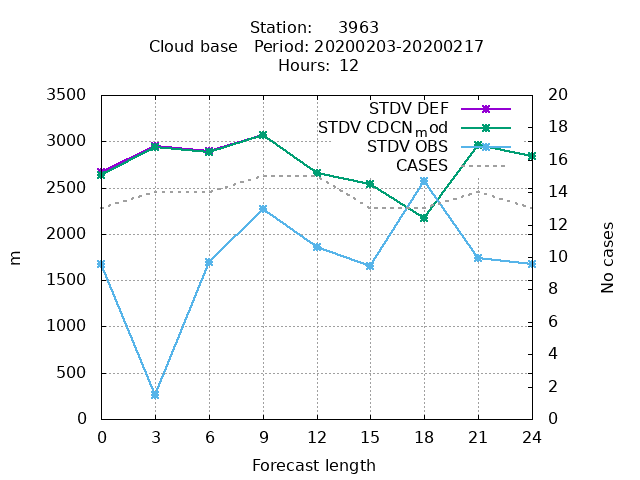 Station: 3963
Cloud base Period: 20200203-20200217
Hours: 12
STDV DEF
STDV CDCN_mod
STDV OBS
CASES
3500
3000
2500
2000
1500
1000
500
0
m
20
18
16
14
12
10
8
6
4
2
0
No cases
0 3 6 9 12 15 18 21 24
Forecast length